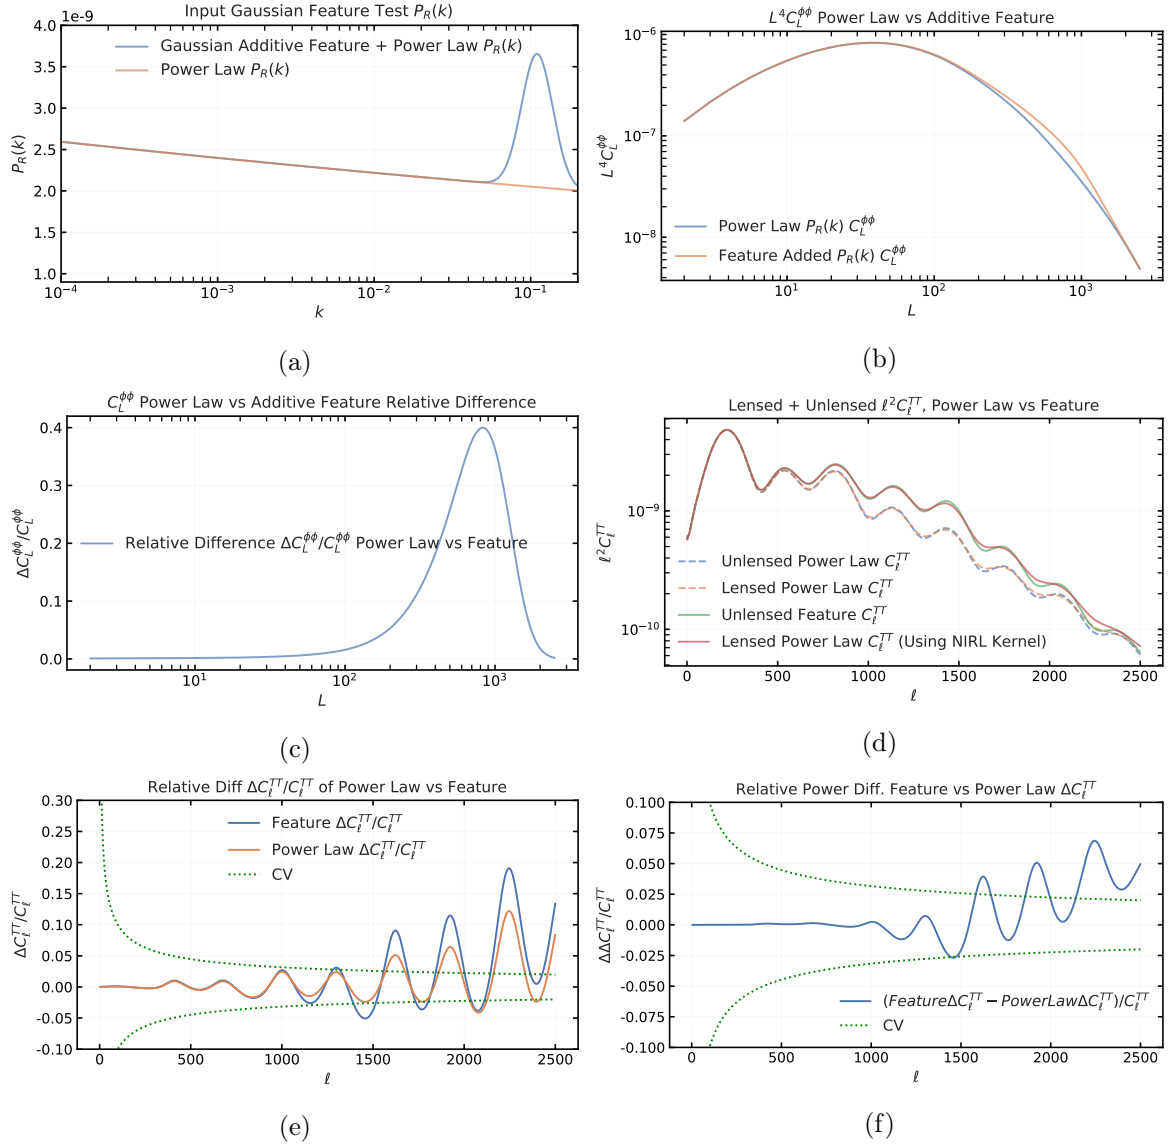 Input Gaussian Feature Test P_R(k)
1e−9
4.0
3.5
3.0
2.5
2.0
1.5
1.0
P_R(k)
Gaussian Additive Feature + Power Law P_R(k)
Power Law P_R(k)
10^−4
10^−3
10^−2
10^−1
k
(a)
L^4C_L^ϕϕ Power Law vs Additive Feature
10^−6
10^−7
10^−8
L^4C_L^ϕϕ
Power Law P_R(k) C_L^ϕϕ
Feature Added P_R(k) C_L^ϕϕ
10^1
10^2
10^3
L
(b)
C_L^ϕϕ Power Law vs Additive Feature Relative Difference
0.4
0.3
0.2
0.1
0.0
ΔC_L^ϕϕ/C_L^ϕϕ
Relative Difference ΔC_L^ϕϕ/C_L^ϕϕ Power Law vs Feature
10^1
10^2
10^3
L
(c)
Lensed + Unlensed ℓ^2C_ℓ^TT, Power Law vs Feature
10^−9
10^−10
ℓ^2C_ℓ^TT
Unlensed Power Law C_ℓ^TT
Lensed Power Law C_ℓ^TT
Unlensed Feature C_ℓ^TT
Lensed Power Law C_ℓ^TT (Using NIRL Kernel)
0
500
1000
1500
2000
2500
ℓ
(d)
Relative Diff ΔC_ℓ^TT/C_ℓ^TT of Power Law vs Feature
0.30
0.25
0.20
0.15
0.10
0.05
0.00
-0.05
-0.10
ΔC_ℓ^TT/C_ℓ^TT
Feature ΔC_ℓ^TT/C_ℓ^TT
Power Law ΔC_ℓ^TT/C_ℓ^TT
CV
0
500
1000
1500
2000
2500
ℓ
(e)
Relative Power Diff. Feature vs Power Law ΔC_ℓ^TT
0.100
0.075
0.050
0.025
0.000
-0.025
-0.050
-0.075
-0.100
ΔΔC_ℓ^TT/C_ℓ^TT
(FeatureΔC_ℓ^TT − PowerLawΔC_ℓ^TT)/C_ℓ^TT
CV
0
500
1000
1500
2000
2500
ℓ
(f)